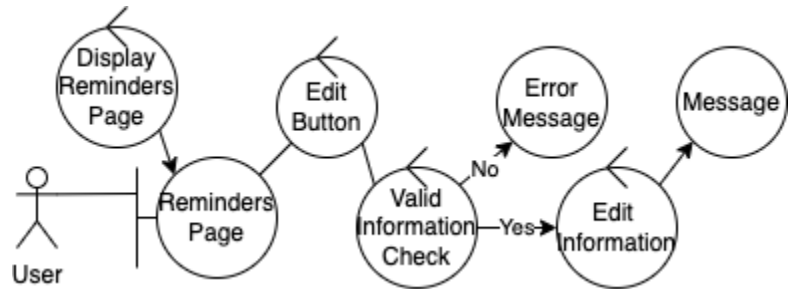 Display
Reminders
Page
Edit
Button
Error
Message
Message
No
Reminders
Page
Valid
Information
Check
Yes
Edit
Information
User